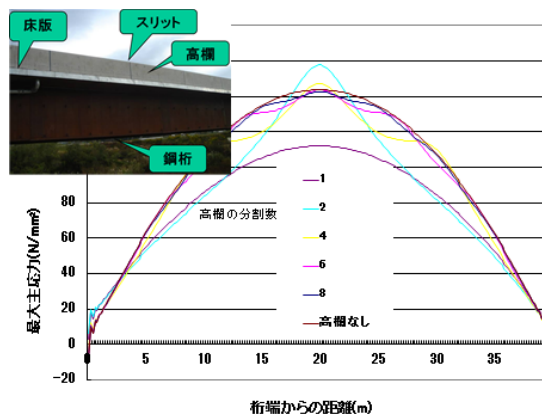 床版
スリット
高欄
鋼桁
最大主応力(N/mm²)
80
60
40
20
0
−20
高欄の分割数
1
2
4
6
8
高欄なし
5
10
15
20
25
30
35
桁端からの距離(m)